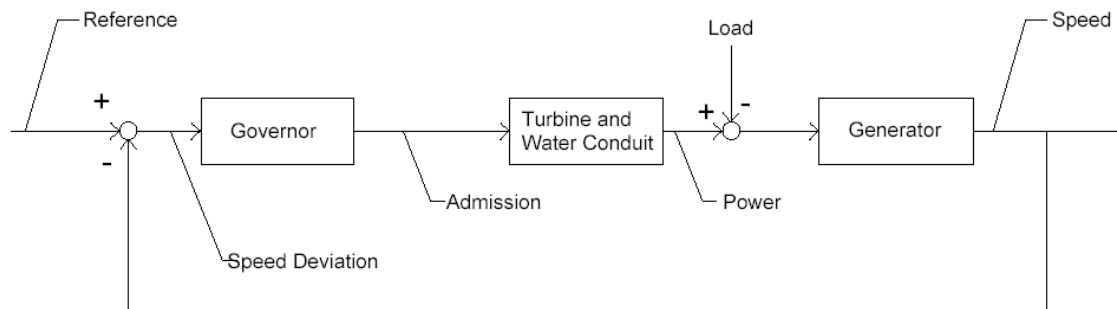 Reference
Load
Speed
+
-
+
-
Governor
Turbine and
Water Conduit
Generator
-
Admission
Power
Speed Deviation